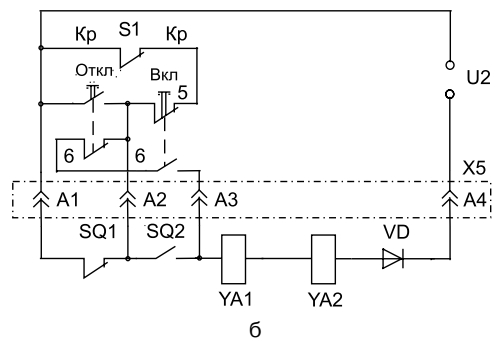 Кр S1 Кр
Откл. Вкл
5
U2
6 6
X5
A1 A2 A3 A4
SQ1 SQ2 VD
YA1 YA2
б